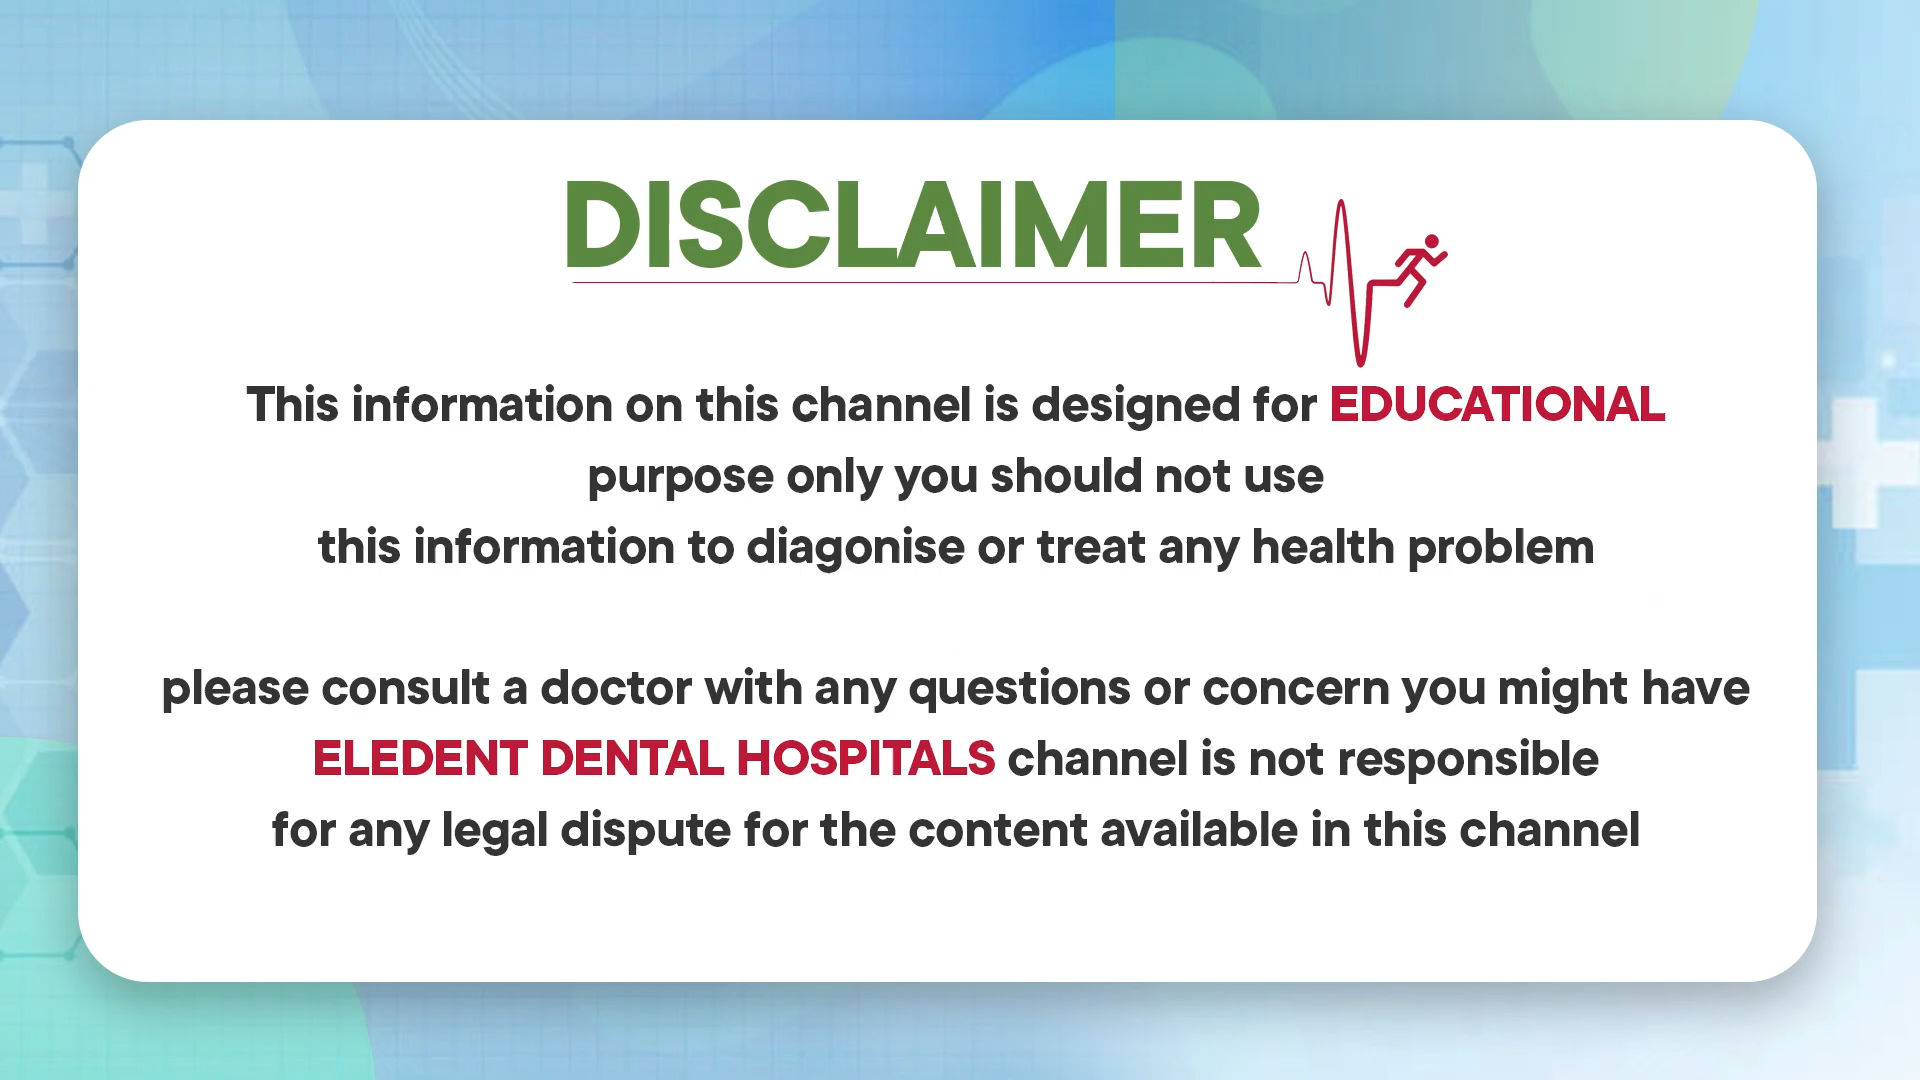 DISCLAIMER
This information on this channel is designed for EDUCATIONAL
purpose only you should not use
this information to diagonise or treat any health problem
please consult a doctor with any questions or concern you might have
ELEDENT DENTAL HOSPITALS channel is not responsible
for any legal dispute for the content available in this channel